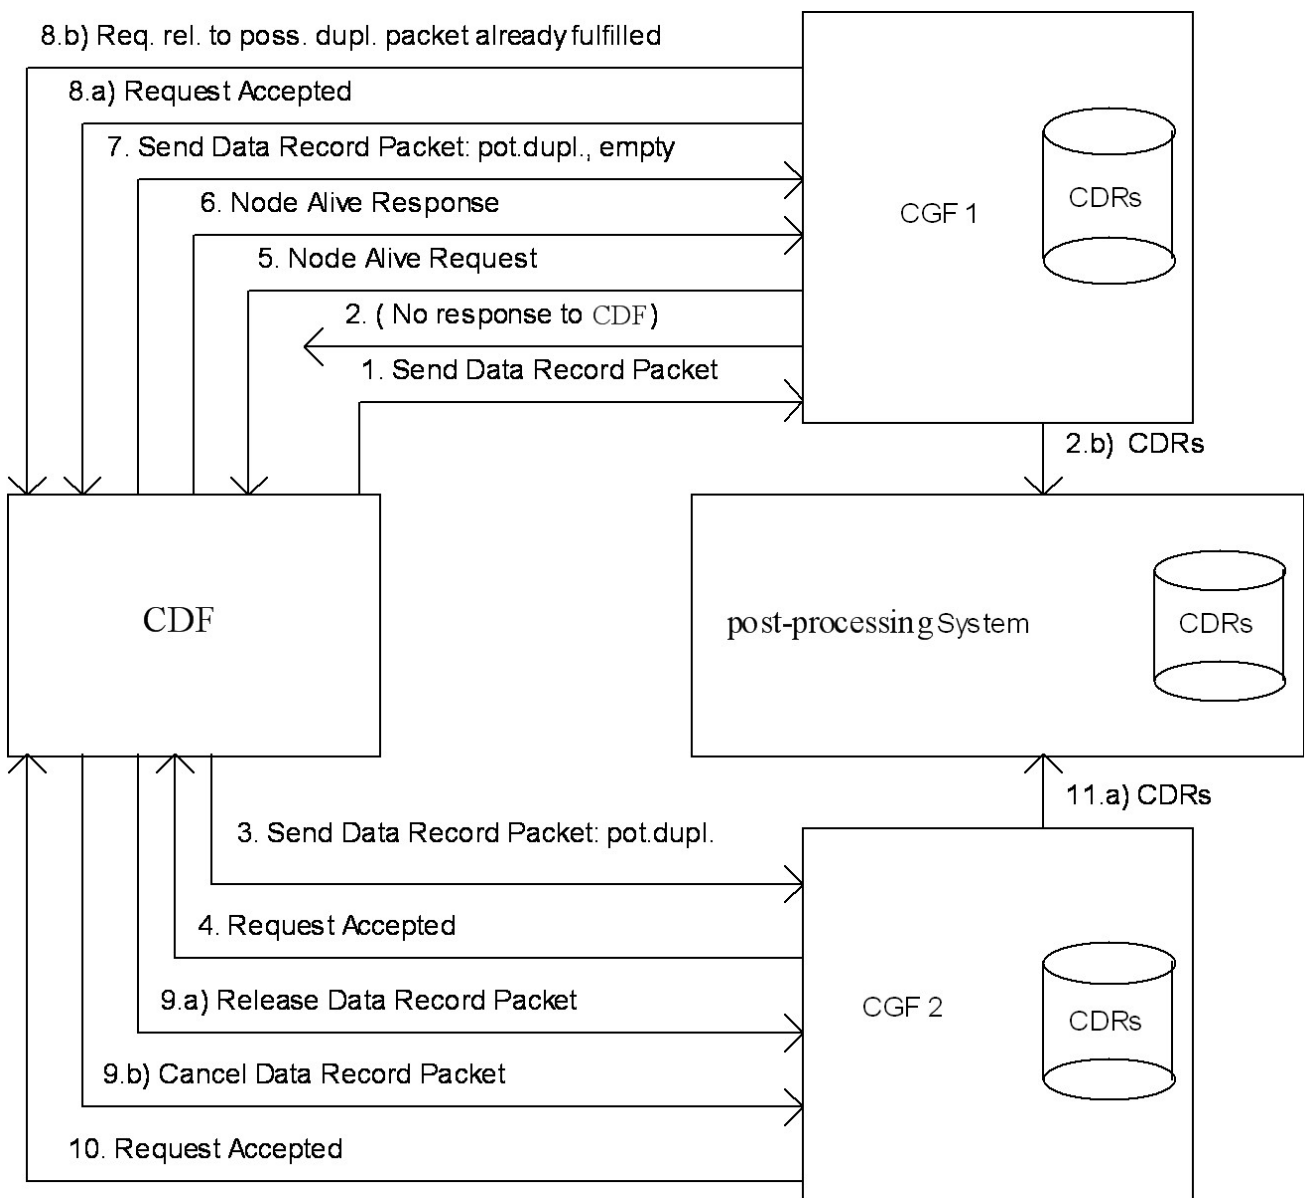 8.b) Req. rel. to poss. dupl. packet already fulfilled
8.a) Request Accepted
7. Send Data Record Packet: pot.dupl., empty
6. Node Alive Response
5. Node Alive Request
2. ( No response to CDF)
1. Send Data Record Packet
CGF 1
CDRs
2.b) CDRs
CDF
post-processing System
CDRs
11.a) CDRs
3. Send Data Record Packet: pot.dupl.
4. Request Accepted
9.a) Release Data Record Packet
9.b) Cancel Data Record Packet
10. Request Accepted
CGF 2
CDRs